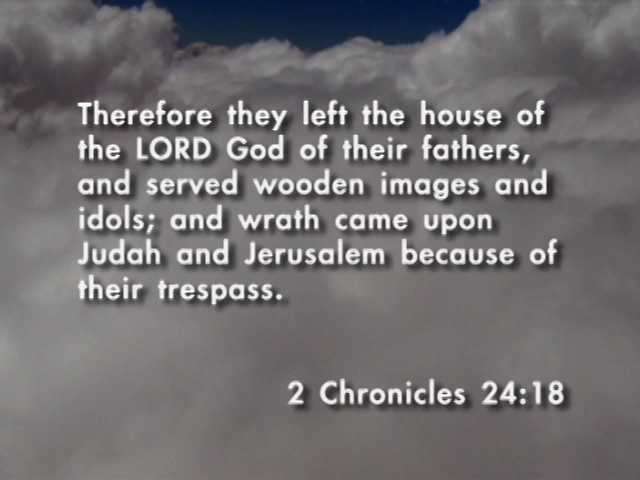 Therefore they left the house of
the LORD God of their fathers,
and served wooden images and
idols; and wrath came upon
Judah and Jerusalem because of
their trespass.
2 Chronicles 24:18